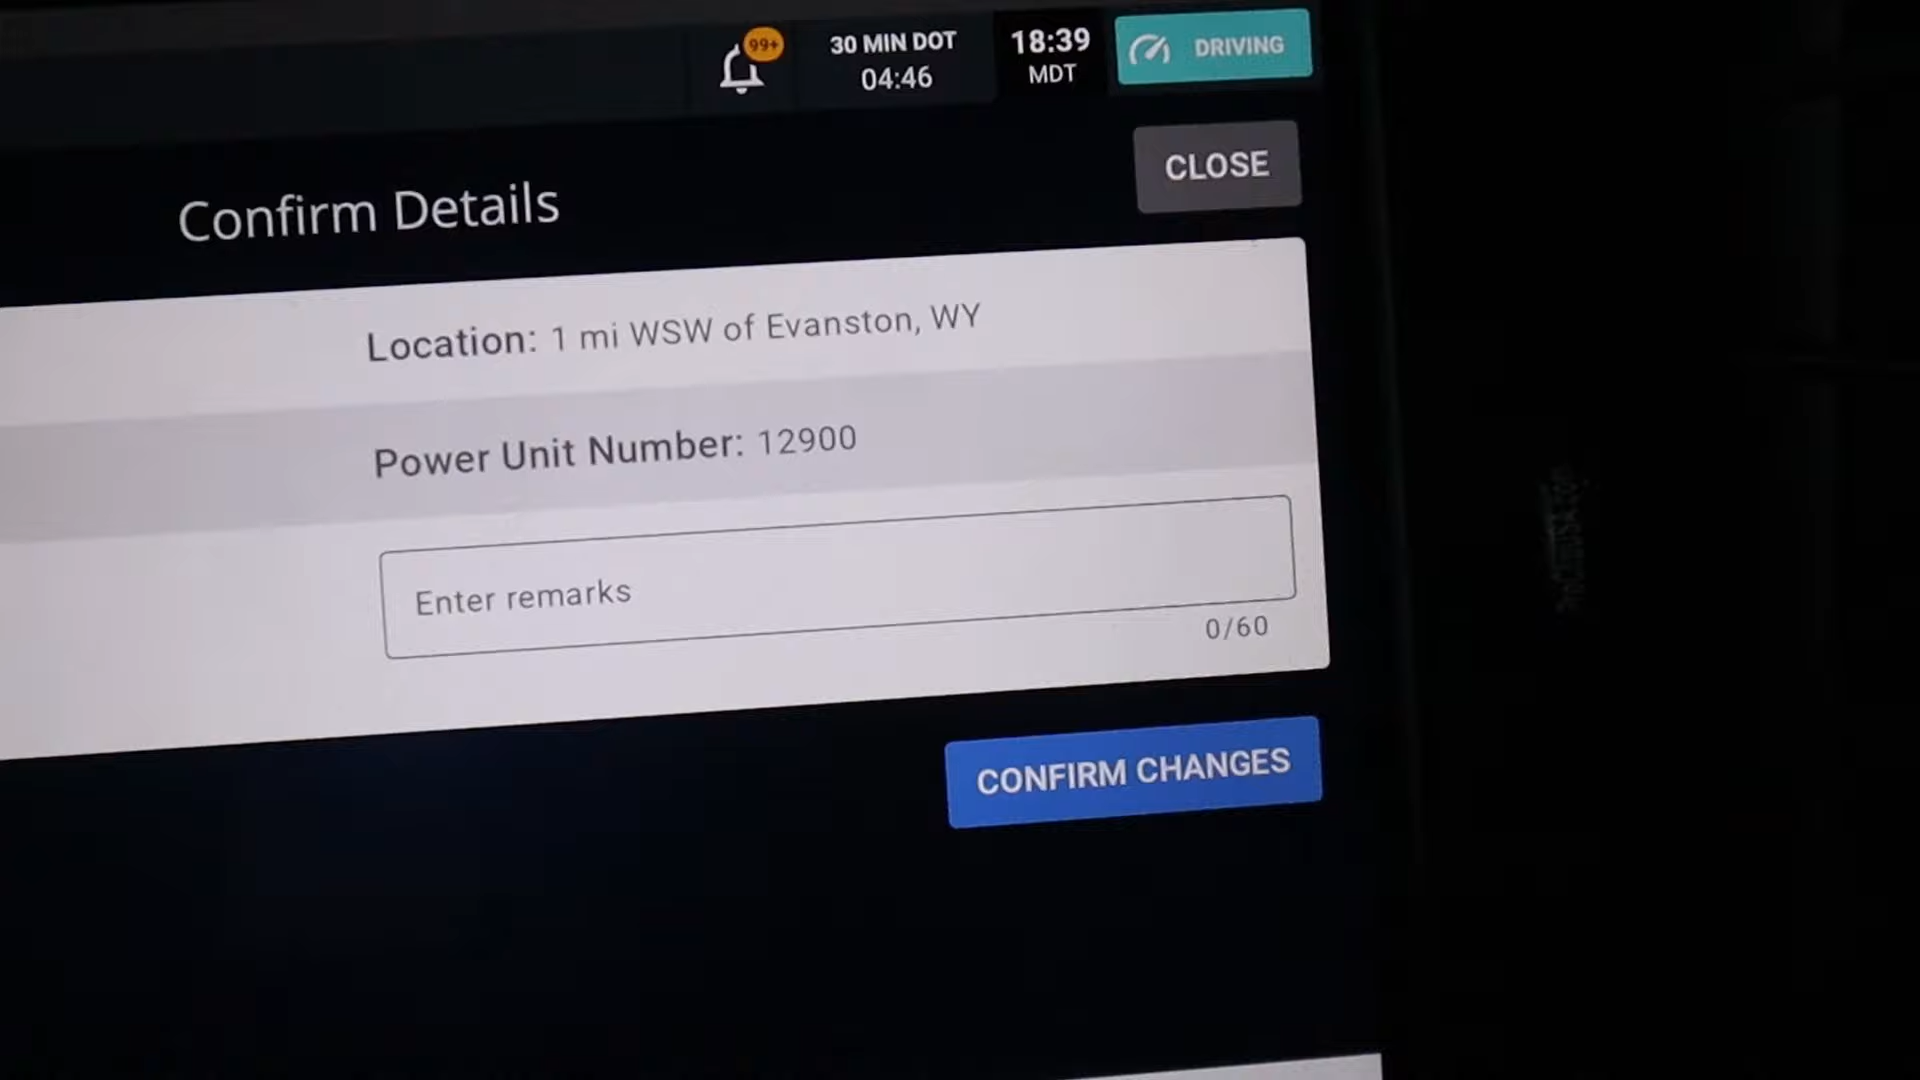 99+
30 MIN DOT
04:46
18:39
MDT
DRIVING
CLOSE
Confirm Details
Location: 1 mi WSW of Evanston, WY
Power Unit Number: 12900
Enter remarks
0/60
CONFIRM CHANGES